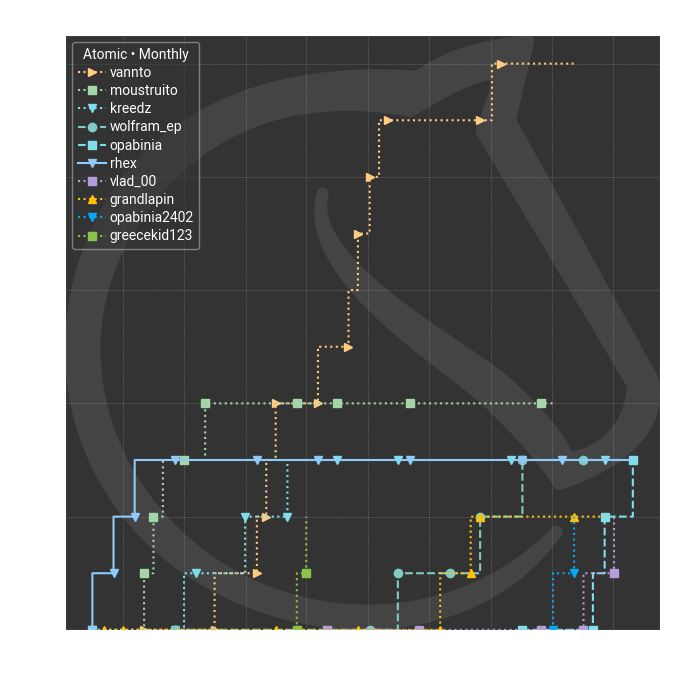 Atomic • Monthly
vannto
moustruito
kreedz
wolfram_ep
opabinia
rhex
vlad_00
grandlapin
opabinia2402
greecekid123